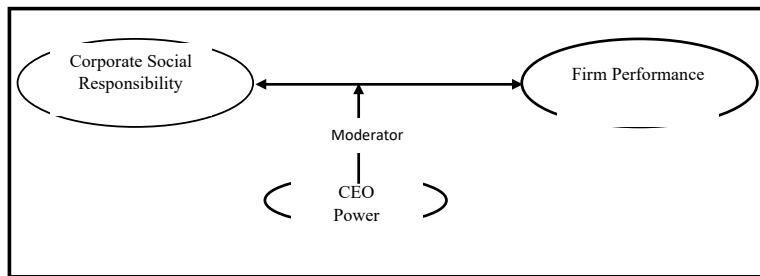 Corporate Social
Responsibility
Firm Performance
Moderator
CEO
Power